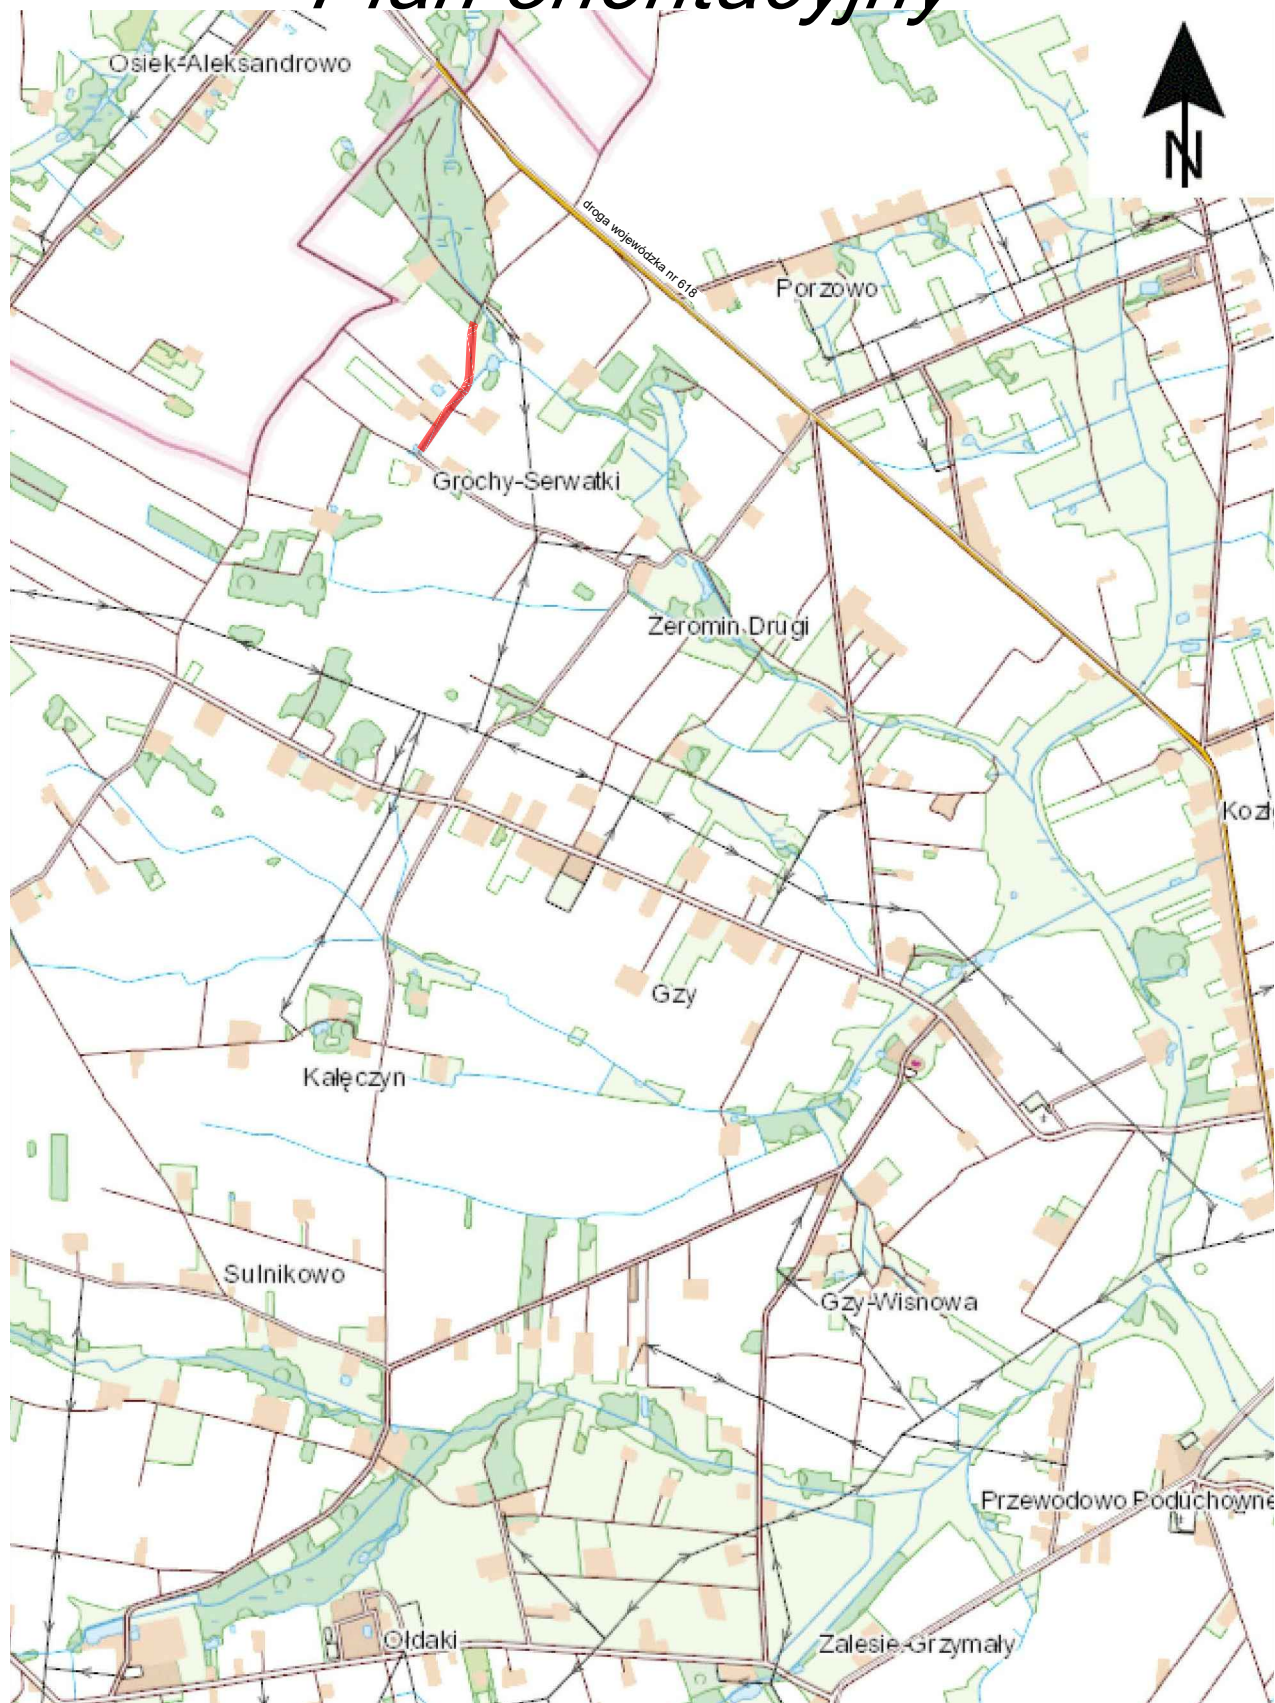 Plan orientacyjny
Osiek-Aleksandrowo
N
droga wojewódzka nr 618
Porzowo
Grochy-Serwatki
Żeromin Drugi
Gzy
Kałęczyn
Sulnikowo
Gzy-Wisnowa
Przewodowo Poduchowne
Ołdaki
Zalesie-Grzymały